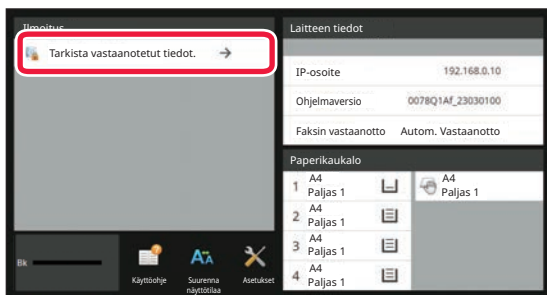 Ilmoitus
Tarkista vastaanotetut tiedot.
Bk
Käyttöohje
Suurenna
näyttötilaa
Asetukset
Laitteen tiedot
IP-osoite 192.168.0.10
Ohjelmaversio 0078Q1Af_23030100
Faksin vastaanotto Autom. Vastaanotto
Paperikaukalo
1 A4
Paljas 1
A4
Paljas 1
2 A4
Paljas 1
3 A4
Paljas 1
4 A4
Paljas 1